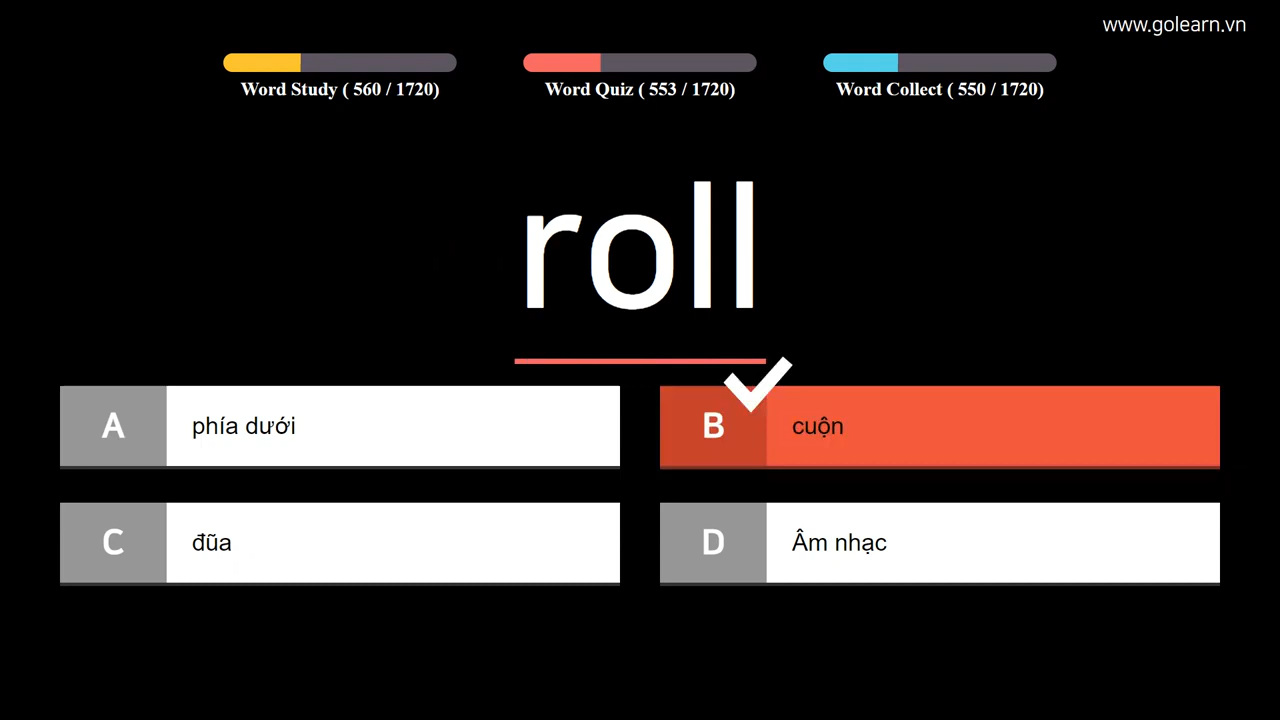 www.golearn.vn
Word Study ( 560 / 1720)
Word Quiz ( 553 / 1720)
Word Collect ( 550 / 1720)
roll
A phía dưới
B cuộn
C đũa
D Âm nhạc